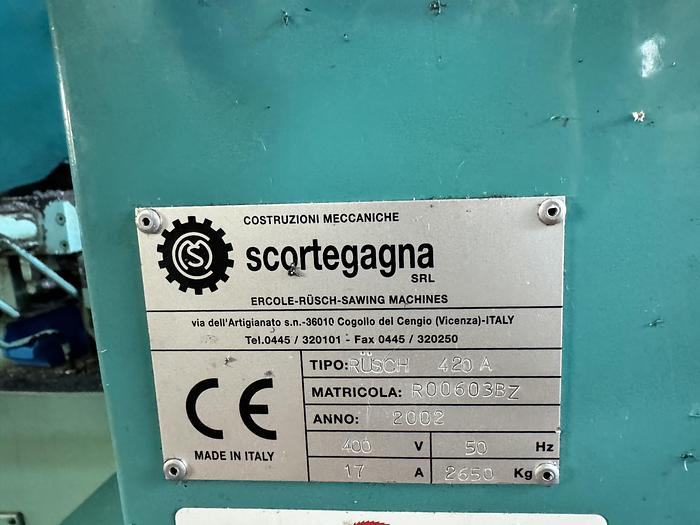 COSTRUZIONI MECCANICHE
scortegagna
SRL
ERCOLE-RÜSCH-SAWING MACHINES
via dell'Artigianato s.n.-36010 Cogollo del Cengio (Vicenza)-ITALY
Tel.0445 / 320101 - Fax 0445 / 320250
CE
MADE IN ITALY
TIPO: RÜSCH 420 A
MATRICOLA: R00603BZ
ANNO: 2002
400 V 50 Hz
17 A 2650 Kg